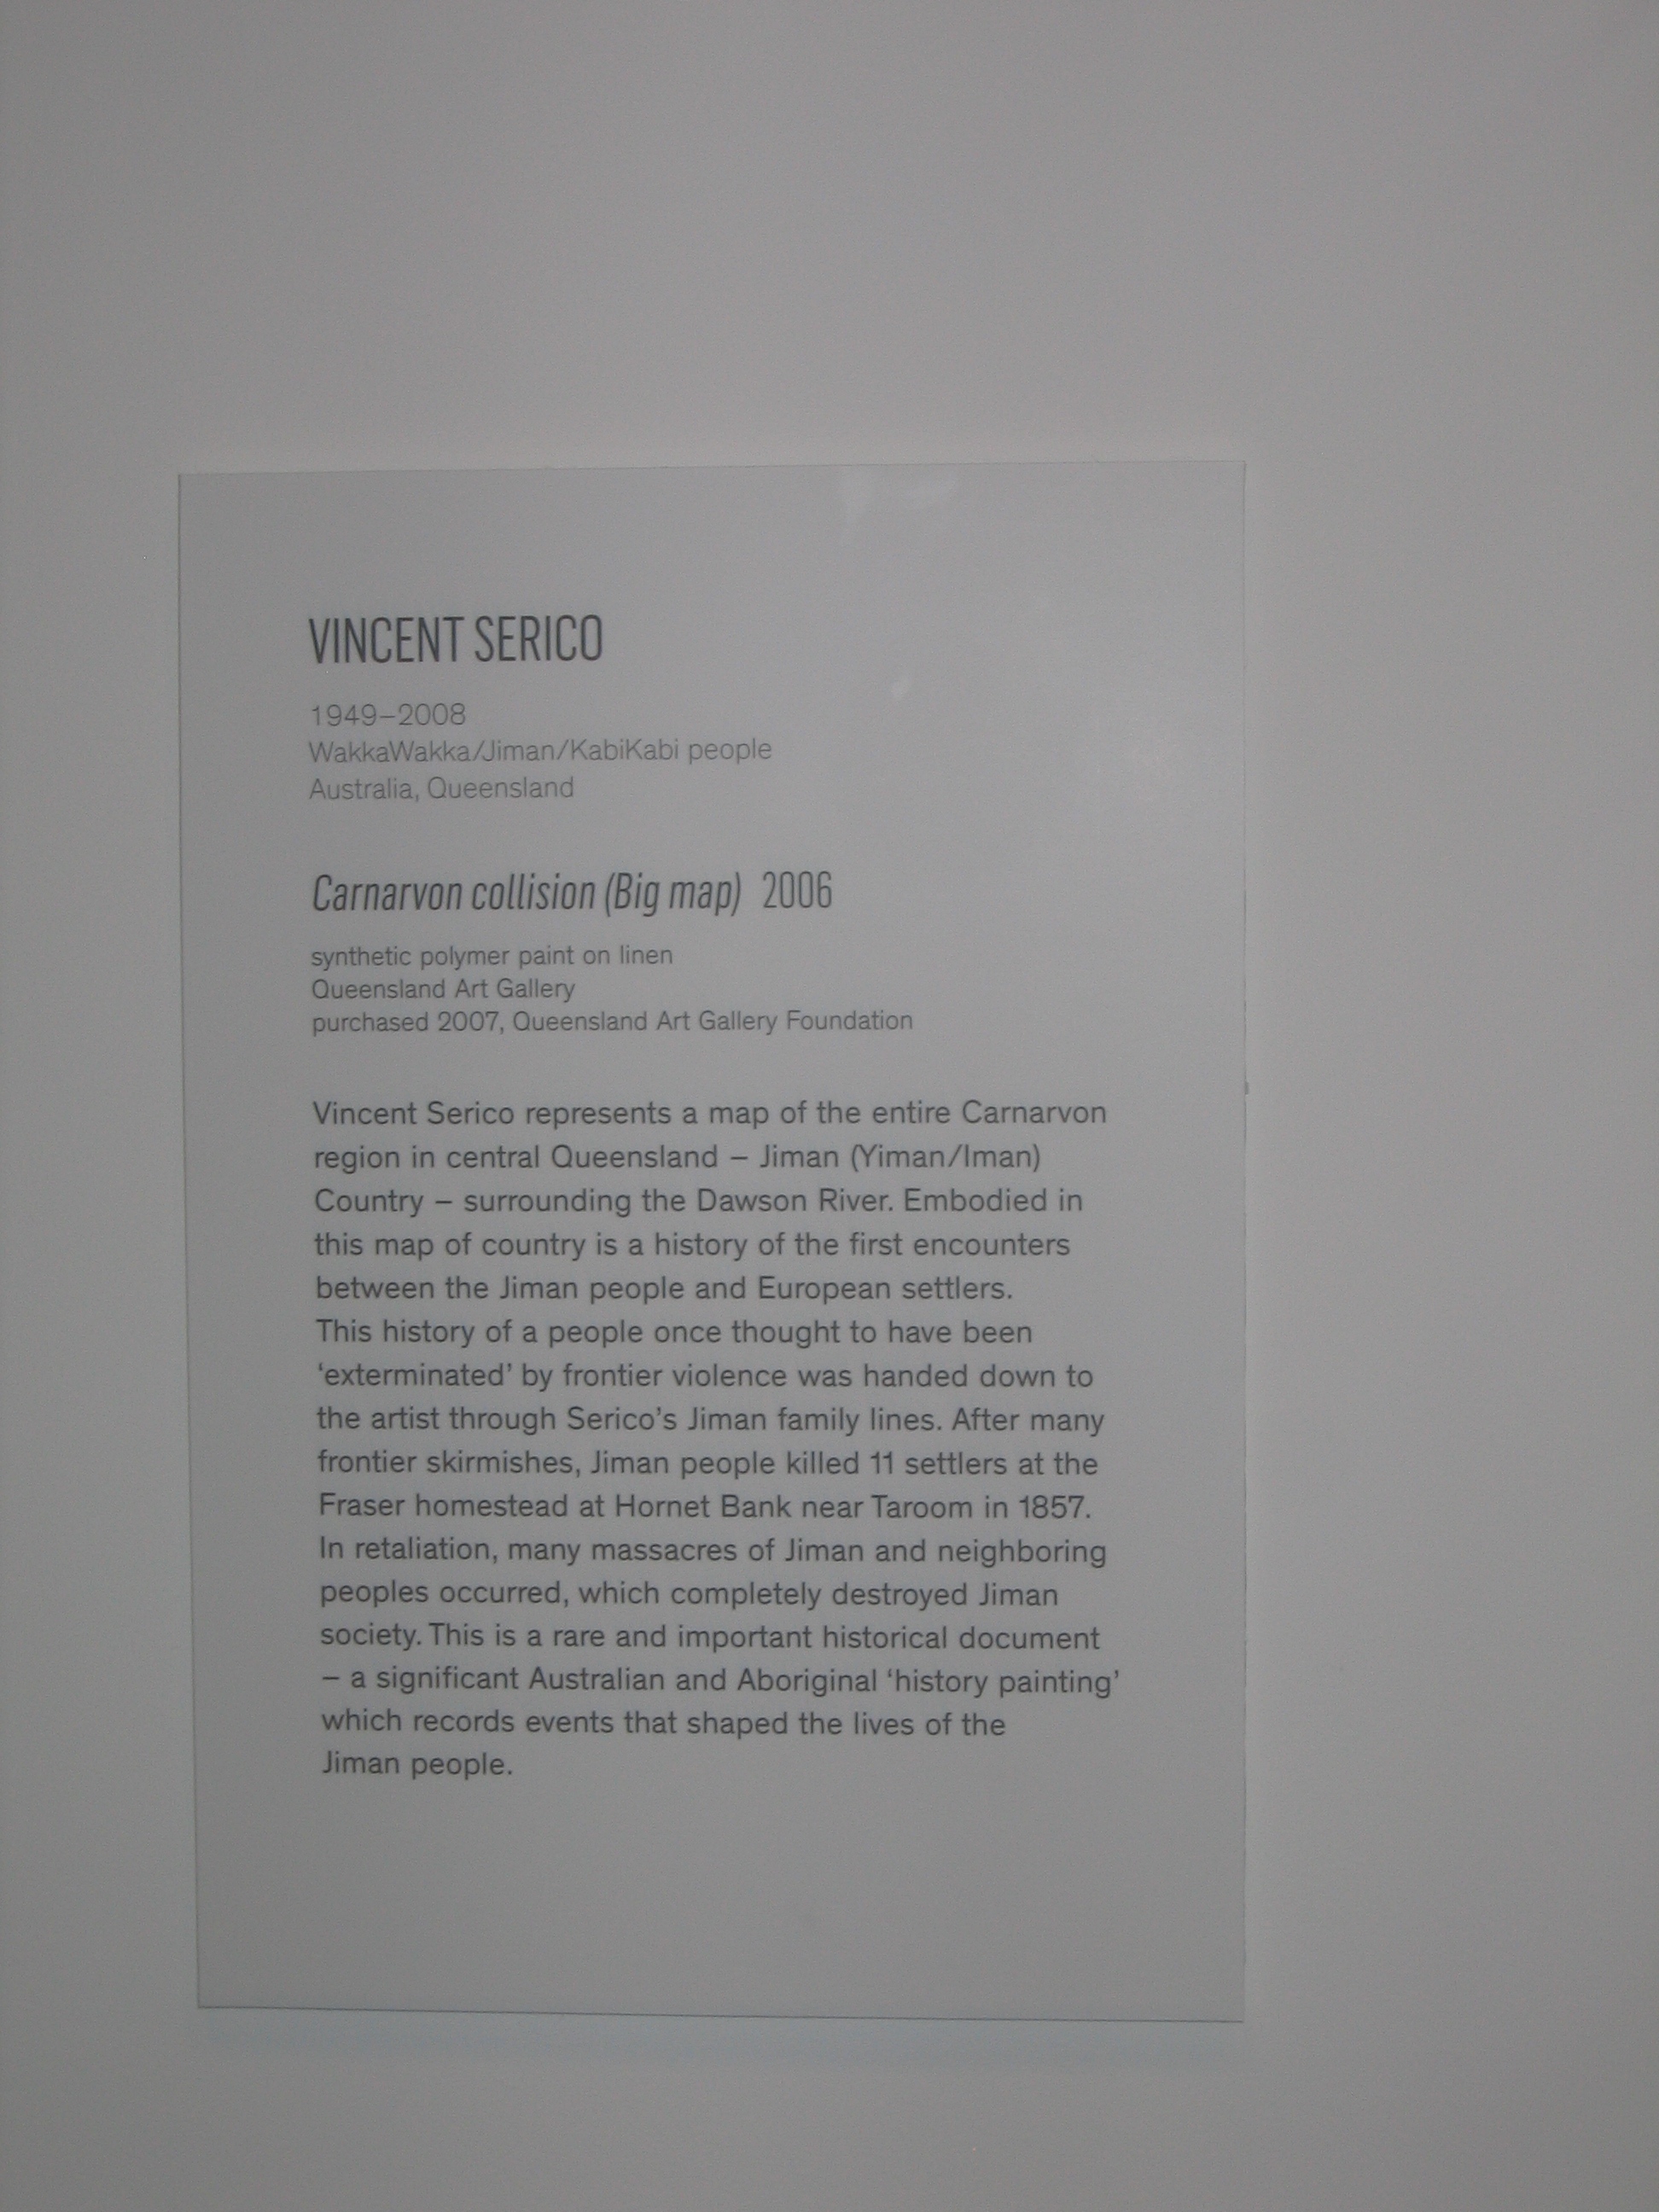 VINCENT SERICO
1949–2008
WakkaWakka/Jiman/KabiKabi people
Australia, Queensland
Carnarvon collision (Big map) 2006
synthetic polymer paint on linen
Queensland Art Gallery
purchased 2007, Queensland Art Gallery Foundation
Vincent Serico represents a map of the entire Carnarvon
region in central Queensland – Jiman (Yiman/Iman)
Country – surrounding the Dawson River. Embodied in
this map of country is a history of the first encounters
between the Jiman people and European settlers.
This history of a people once thought to have been
‘exterminated’ by frontier violence was handed down to
the artist through Serico’s Jiman family lines. After many
frontier skirmishes, Jiman people killed 11 settlers at the
Fraser homestead at Hornet Bank near Taroom in 1857.
In retaliation, many massacres of Jiman and neighboring
peoples occurred, which completely destroyed Jiman
society. This is a rare and important historical document
– a significant Australian and Aboriginal ‘history painting’
which records events that shaped the lives of the
Jiman people.